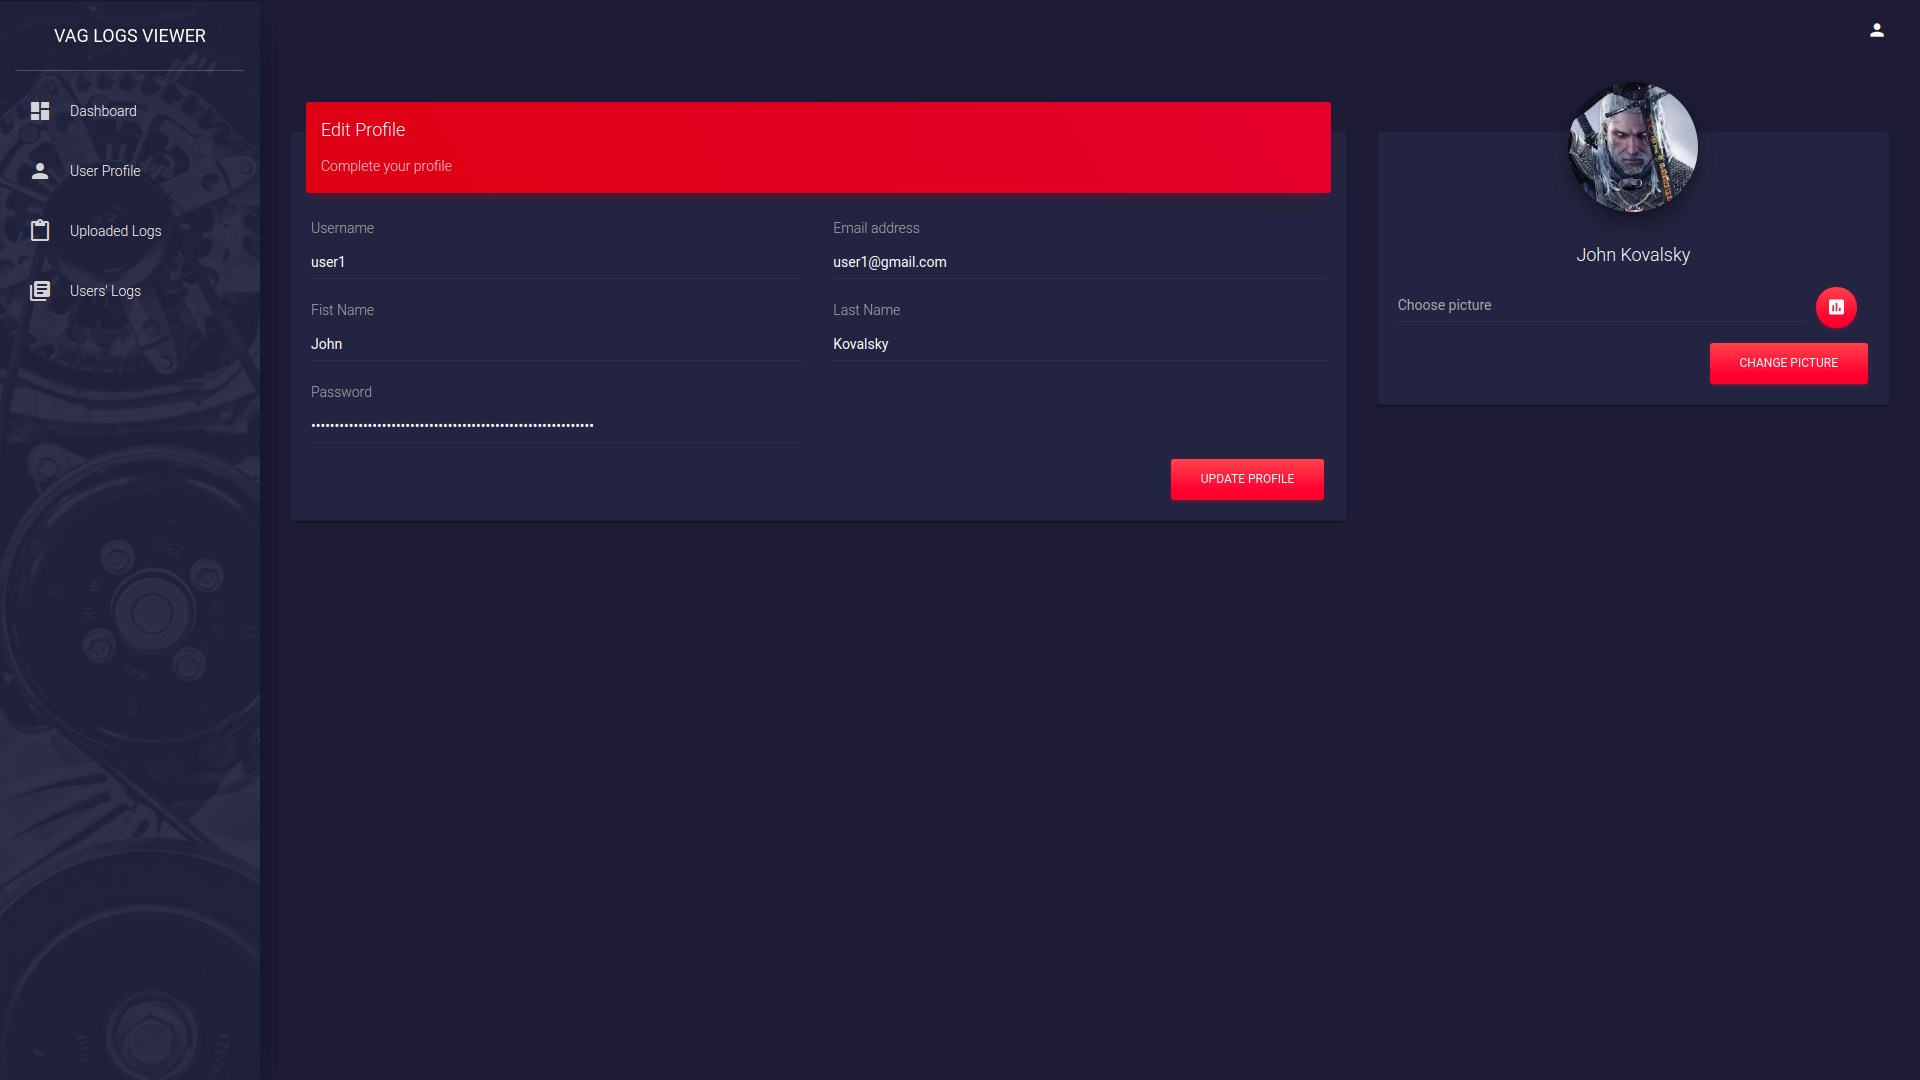 VAG LOGS VIEWER
Dashboard
User Profile
Uploaded Logs
Users' Logs
Edit Profile
Complete your profile
Username
Email address
user1
user1@gmail.com
Fist Name
Last Name
John
Kovalsky
Password
UPDATE PROFILE
John Kovalsky
Choose picture
CHANGE PICTURE